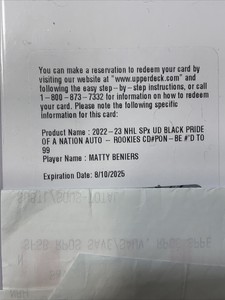 You can make a reservation to redeem your card by
visiting our website at "www.upperdeck.com" and
following the easy step-by-step instructions, or call
1-800-873-7332 for information on how to redeem
your card. Please note the following specific
information for this card:
Product Name : 2022-23 NHL SPx UD BLACK PRIDE
OF A NATION AUTO - ROOKIES CD#PON-BE #'D TO
99
Player Name : MATTY BENIERS
Expiration Date: 8/10/2025